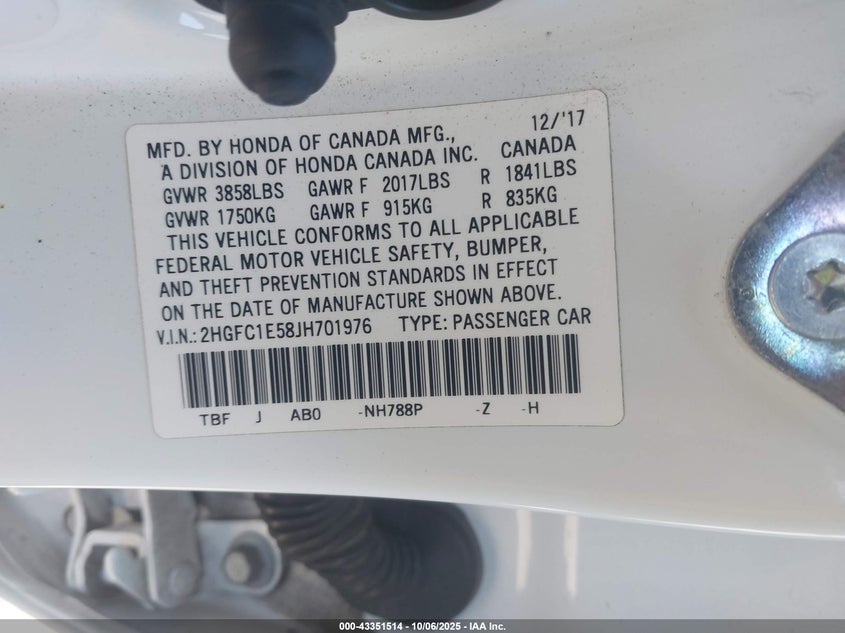 12/'17
MFD. BY HONDA OF CANADA MFG.,
A DIVISION OF HONDA CANADA INC. CANADA
GVWR 3858LBS GAWR F 2017LBS R 1841LBS
GVWR 1750KG GAWR F 915KG R 835KG
THIS VEHICLE CONFORMS TO ALL APPLICABLE
FEDERAL MOTOR VEHICLE SAFETY, BUMPER,
AND THEFT PREVENTION STANDARDS IN EFFECT
ON THE DATE OF MANUFACTURE SHOWN ABOVE.
V.I.N.: 2HGFC1E58JH701976 TYPE: PASSENGER CAR
TBF J AB0 -NH788P -Z -H
000-43351514 - 10/06/2025 - IAA Inc.